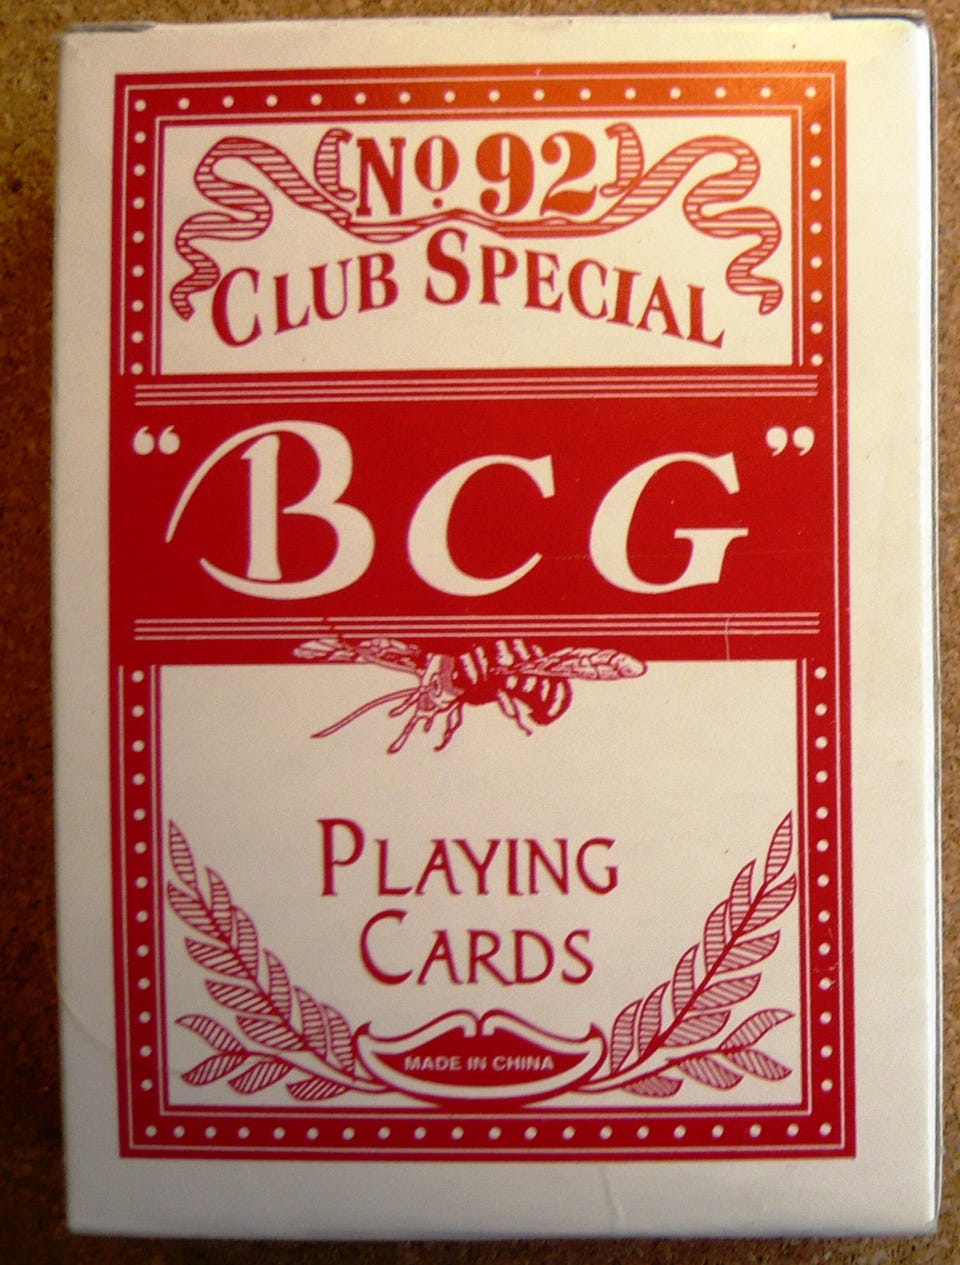 No 92
CLUB SPECIAL
“BCG”
PLAYING
CARDS
MADE IN CHINA